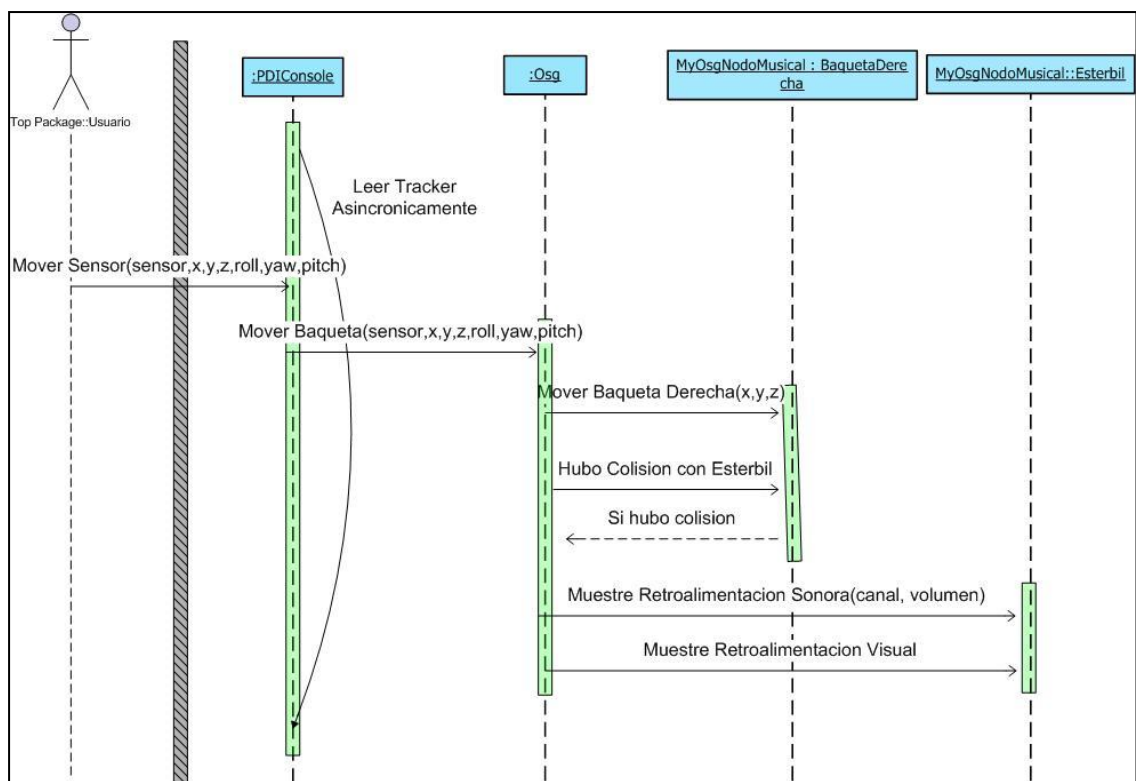 :PDIConsole
:Osg
MyOsgNodoMusical : BaquetaDere
cha
MyOsgNodoMusical::Esterbil
Top Package::Usuario
Leer Tracker
Asincronicamente
Mover Sensor(sensor,x,y,z,roll,yaw,pitch)
Mover Baqueta(sensor,x,y,z,roll,yaw,pitch)
Mover Baqueta Derecha(x,y,z)
Hubo Colision con Esterbil
Si hubo colision
Muestre Retroalimentacion Sonora(canal, volumen)
Muestre Retroalimentacion Visual